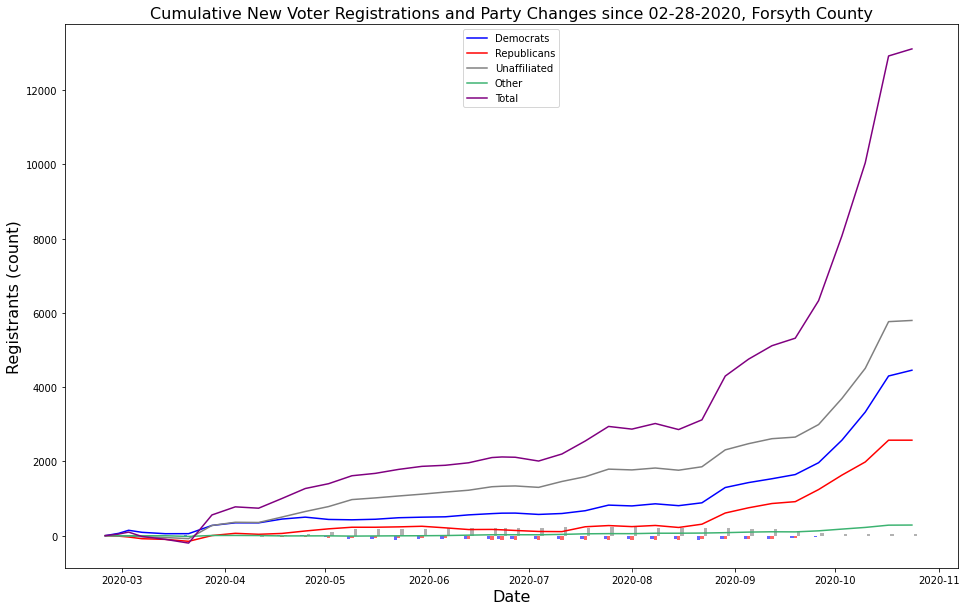 Cumulative New Voter Registrations and Party Changes since 02-28-2020, Forsyth County
Democrats
Republicans
Unaffiliated
Other
Total
Registrants (count)
12000
10000
8000
6000
4000
2000
0
2020-03
2020-04
2020-05
2020-06
2020-07
2020-08
2020-09
2020-10
2020-11
Date